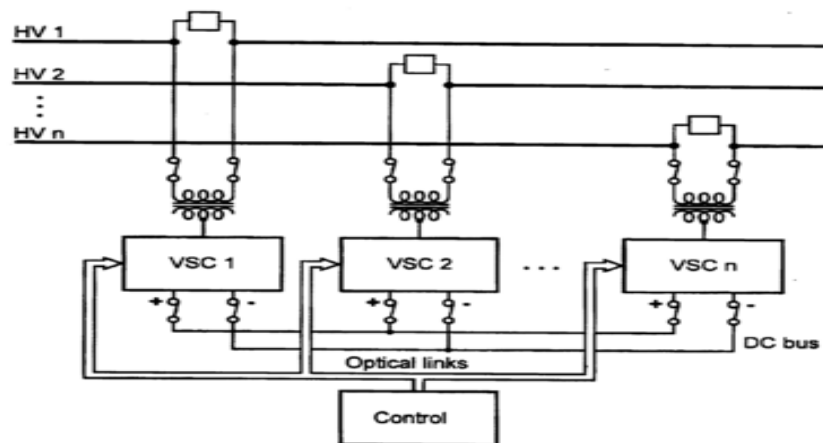 HV 1
HV 2
HV n
VSC 1
VSC 2
...
VSC n
+ -
+ -
+ -
DC bus
Optical links
Control